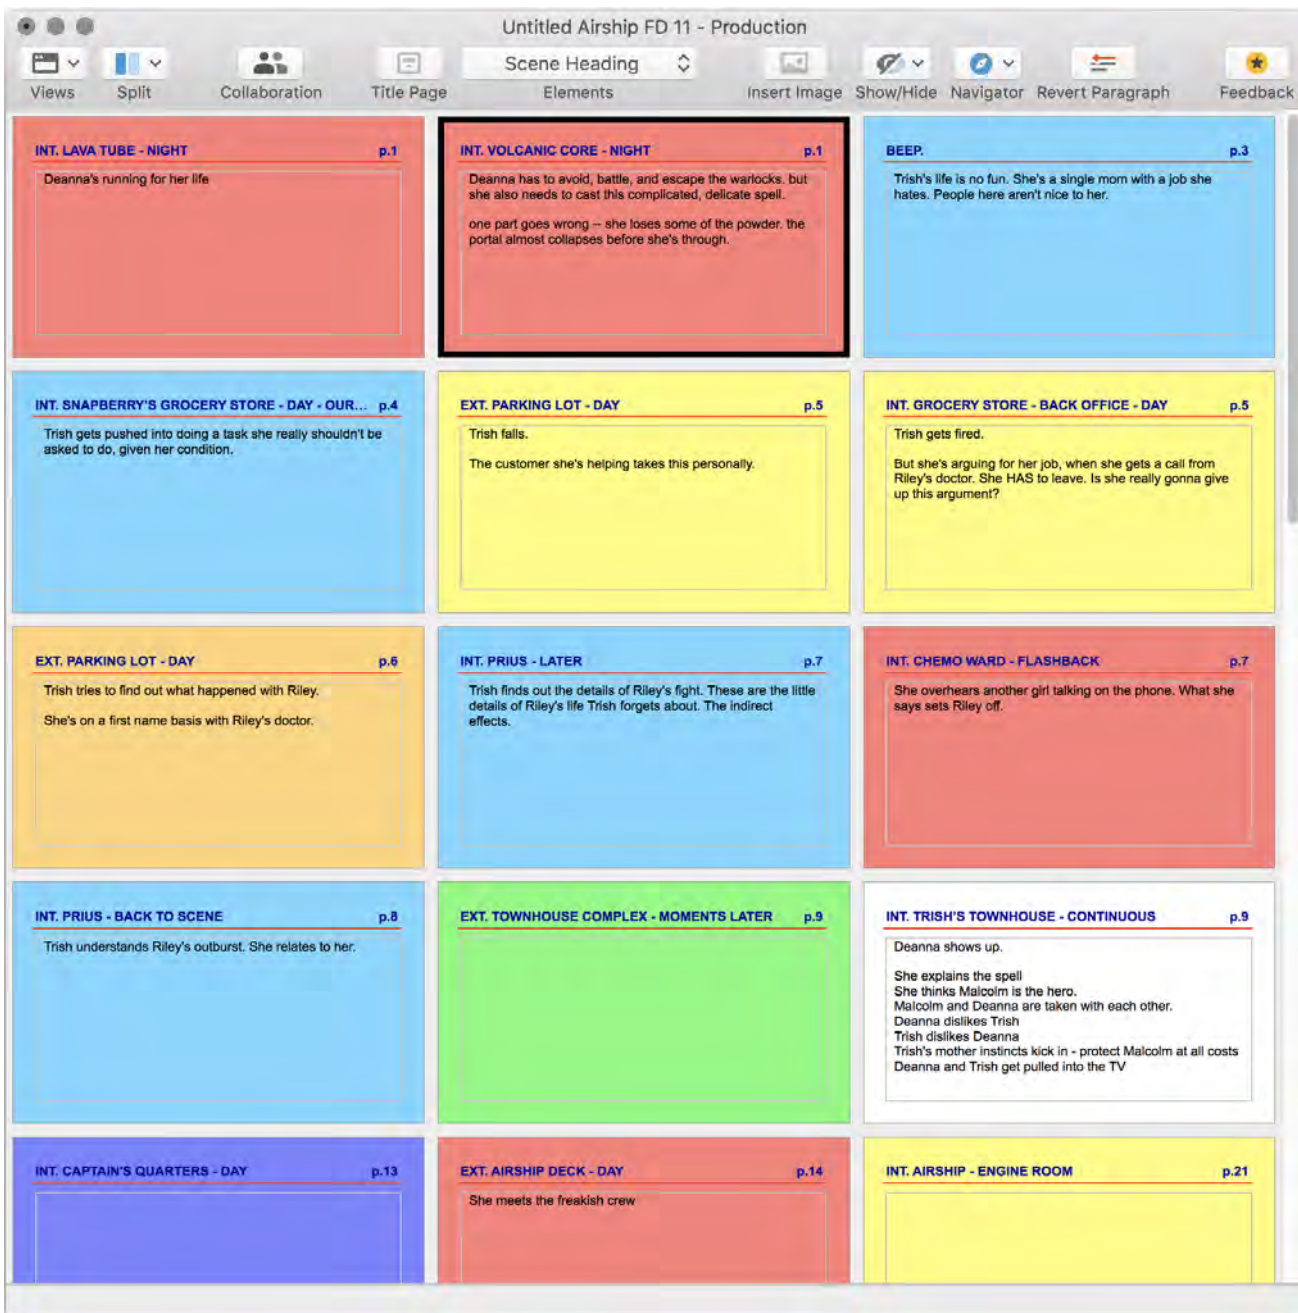 Untitled Airship FD 11 - Production
Scene Heading
Views Split Collaboration Title Page Elements Insert Image Show/Hide Navigator Revert Paragraph Feedback
INT. LAVA TUBE - NIGHT p.1
Deanna's running for her life
INT. VOLCANIC CORE - NIGHT p.1
Deanna has to avoid, battle, and escape the warlocks. but
she also needs to cast this complicated, delicate spell.
one part goes wrong -- she loses some of the powder. the
portal almost collapses before she's through.
BEEP. p.3
Trish's life is no fun. She's a single mom with a job she
hates. People here aren't nice to her.
INT. SNAPBERRY'S GROCERY STORE - DAY - OUR... p.4
Trish gets pushed into doing a task she really shouldn't be
asked to do, given her condition.
EXT. PARKING LOT - DAY p.5
Trish falls.
The customer she's helping takes this personally.
INT. GROCERY STORE - BACK OFFICE - DAY p.5
Trish gets fired.
But she's arguing for her job, when she gets a call from
Riley's doctor. She HAS to leave. Is she really gonna give
up this argument?
EXT. PARKING LOT - DAY p.6
Trish tries to find out what happened with Riley.
She's on a first name basis with Riley's doctor.
INT. PRIUS - LATER p.7
Trish finds out the details of Riley's fight. These are the little
details of Riley's life Trish forgets about. The indirect
effects.
INT. CHEMO WARD - FLASHBACK p.7
She overhears another girl talking on the phone. What she
says sets Riley off.
INT. PRIUS - BACK TO SCENE p.8
Trish understands Riley's outburst. She relates to her.
EXT. TOWNHOUSE COMPLEX - MOMENTS LATER p.9
INT. TRISH'S TOWNHOUSE - CONTINUOUS p.9
Deanna shows up.
She explains the spell
She thinks Malcolm is the hero.
Malcolm and Deanna are taken with each other.
Deanna dislikes Trish
Trish dislikes Deanna
Trish's mother instincts kick in - protect Malcolm at all costs
Deanna and Trish get pulled into the TV
INT. CAPTAIN'S QUARTERS - DAY p.13
EXT. AIRSHIP DECK - DAY p.14
She meets the freakish crew
INT. AIRSHIP - ENGINE ROOM p.21